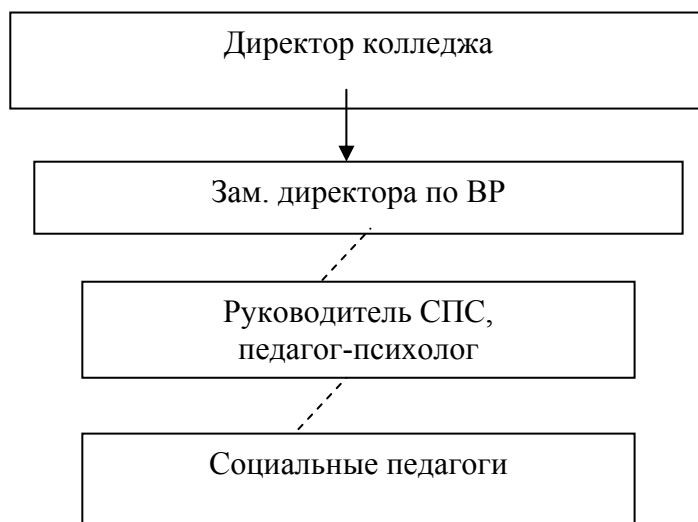 Директор колледжа
Зам. директора по ВР
Руководитель СПС,
педагог-психолог
Социальные педагоги